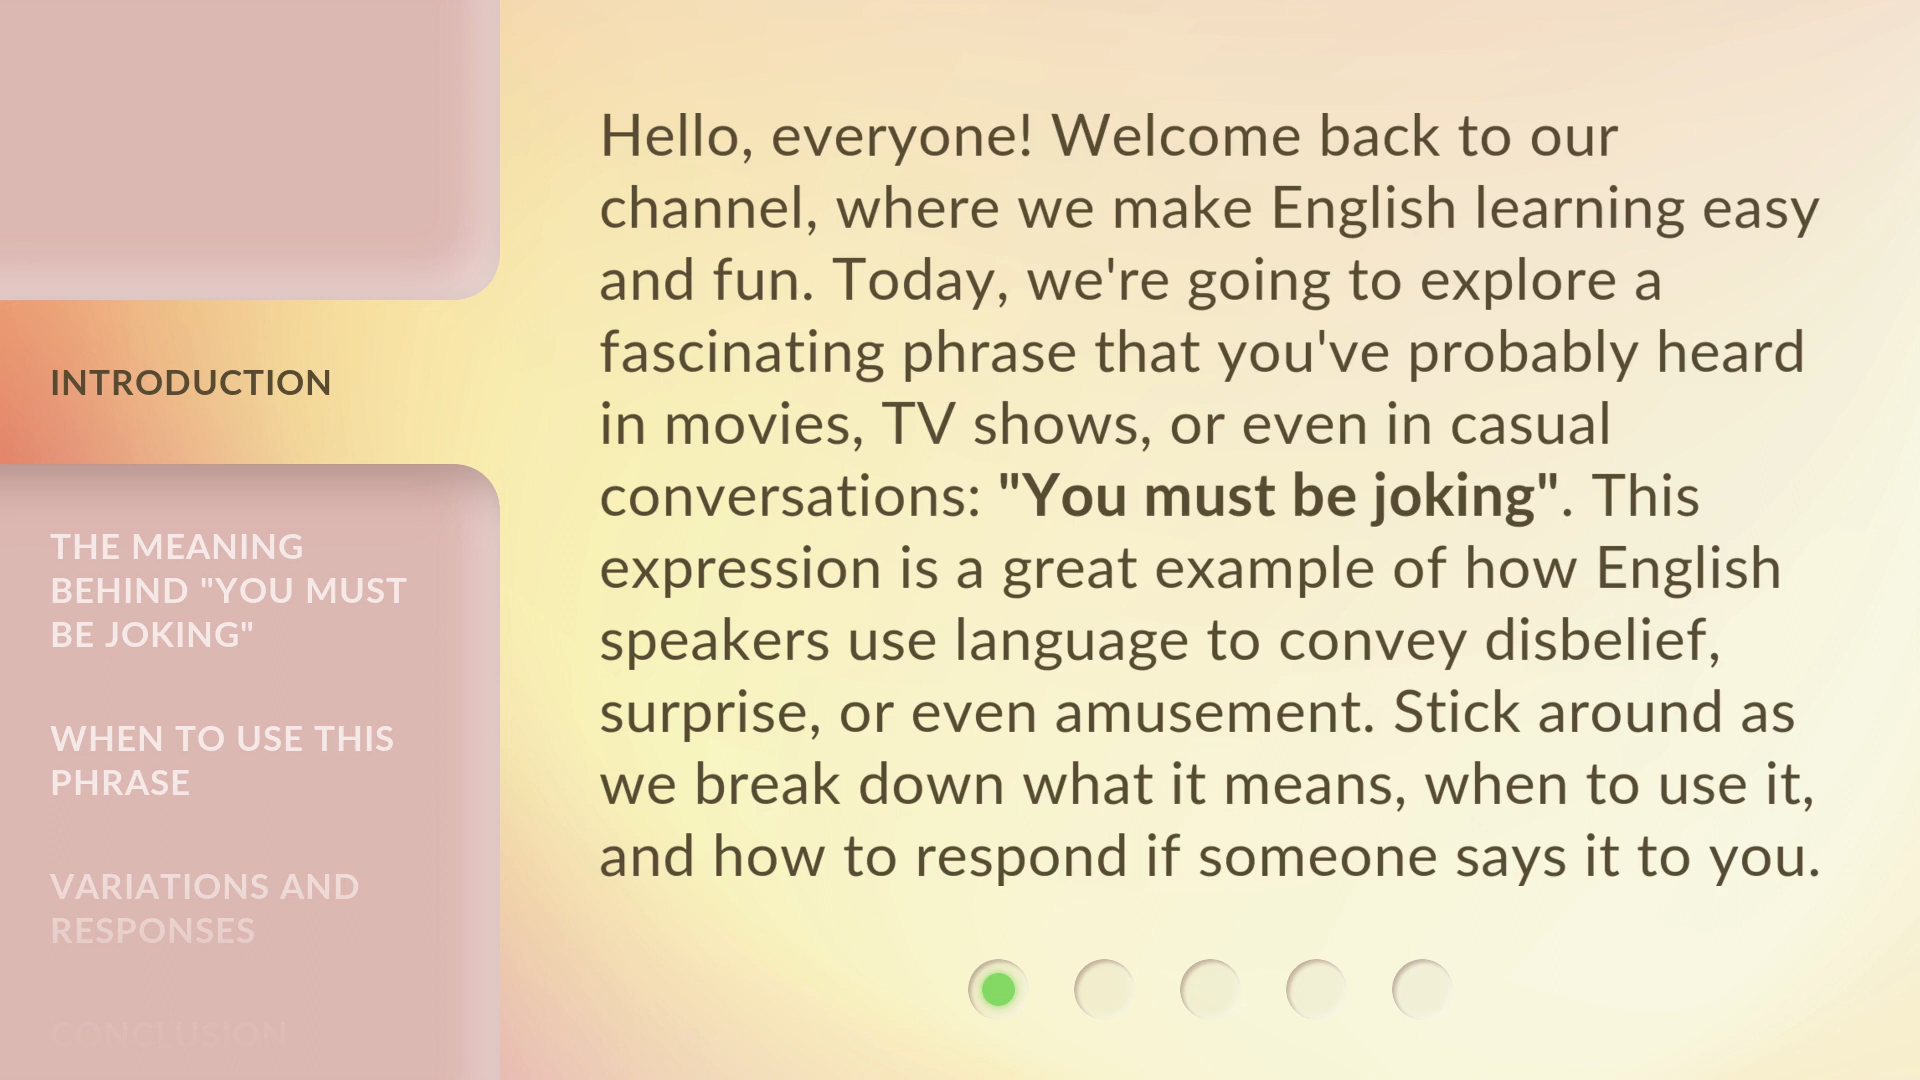 INTRODUCTION
THE MEANING
BEHIND "YOU MUST
BE JOKING"
WHEN TO USE THIS
PHRASE
VARIATIONS AND
RESPONSES
CONCLUSION
Hello, everyone! Welcome back to our
channel, where we make English learning easy
and fun. Today, we're going to explore a
fascinating phrase that you've probably heard
in movies, TV shows, or even in casual
conversations: "You must be joking". This
expression is a great example of how English
speakers use language to convey disbelief,
surprise, or even amusement. Stick around as
we break down what it means, when to use it,
and how to respond if someone says it to you.